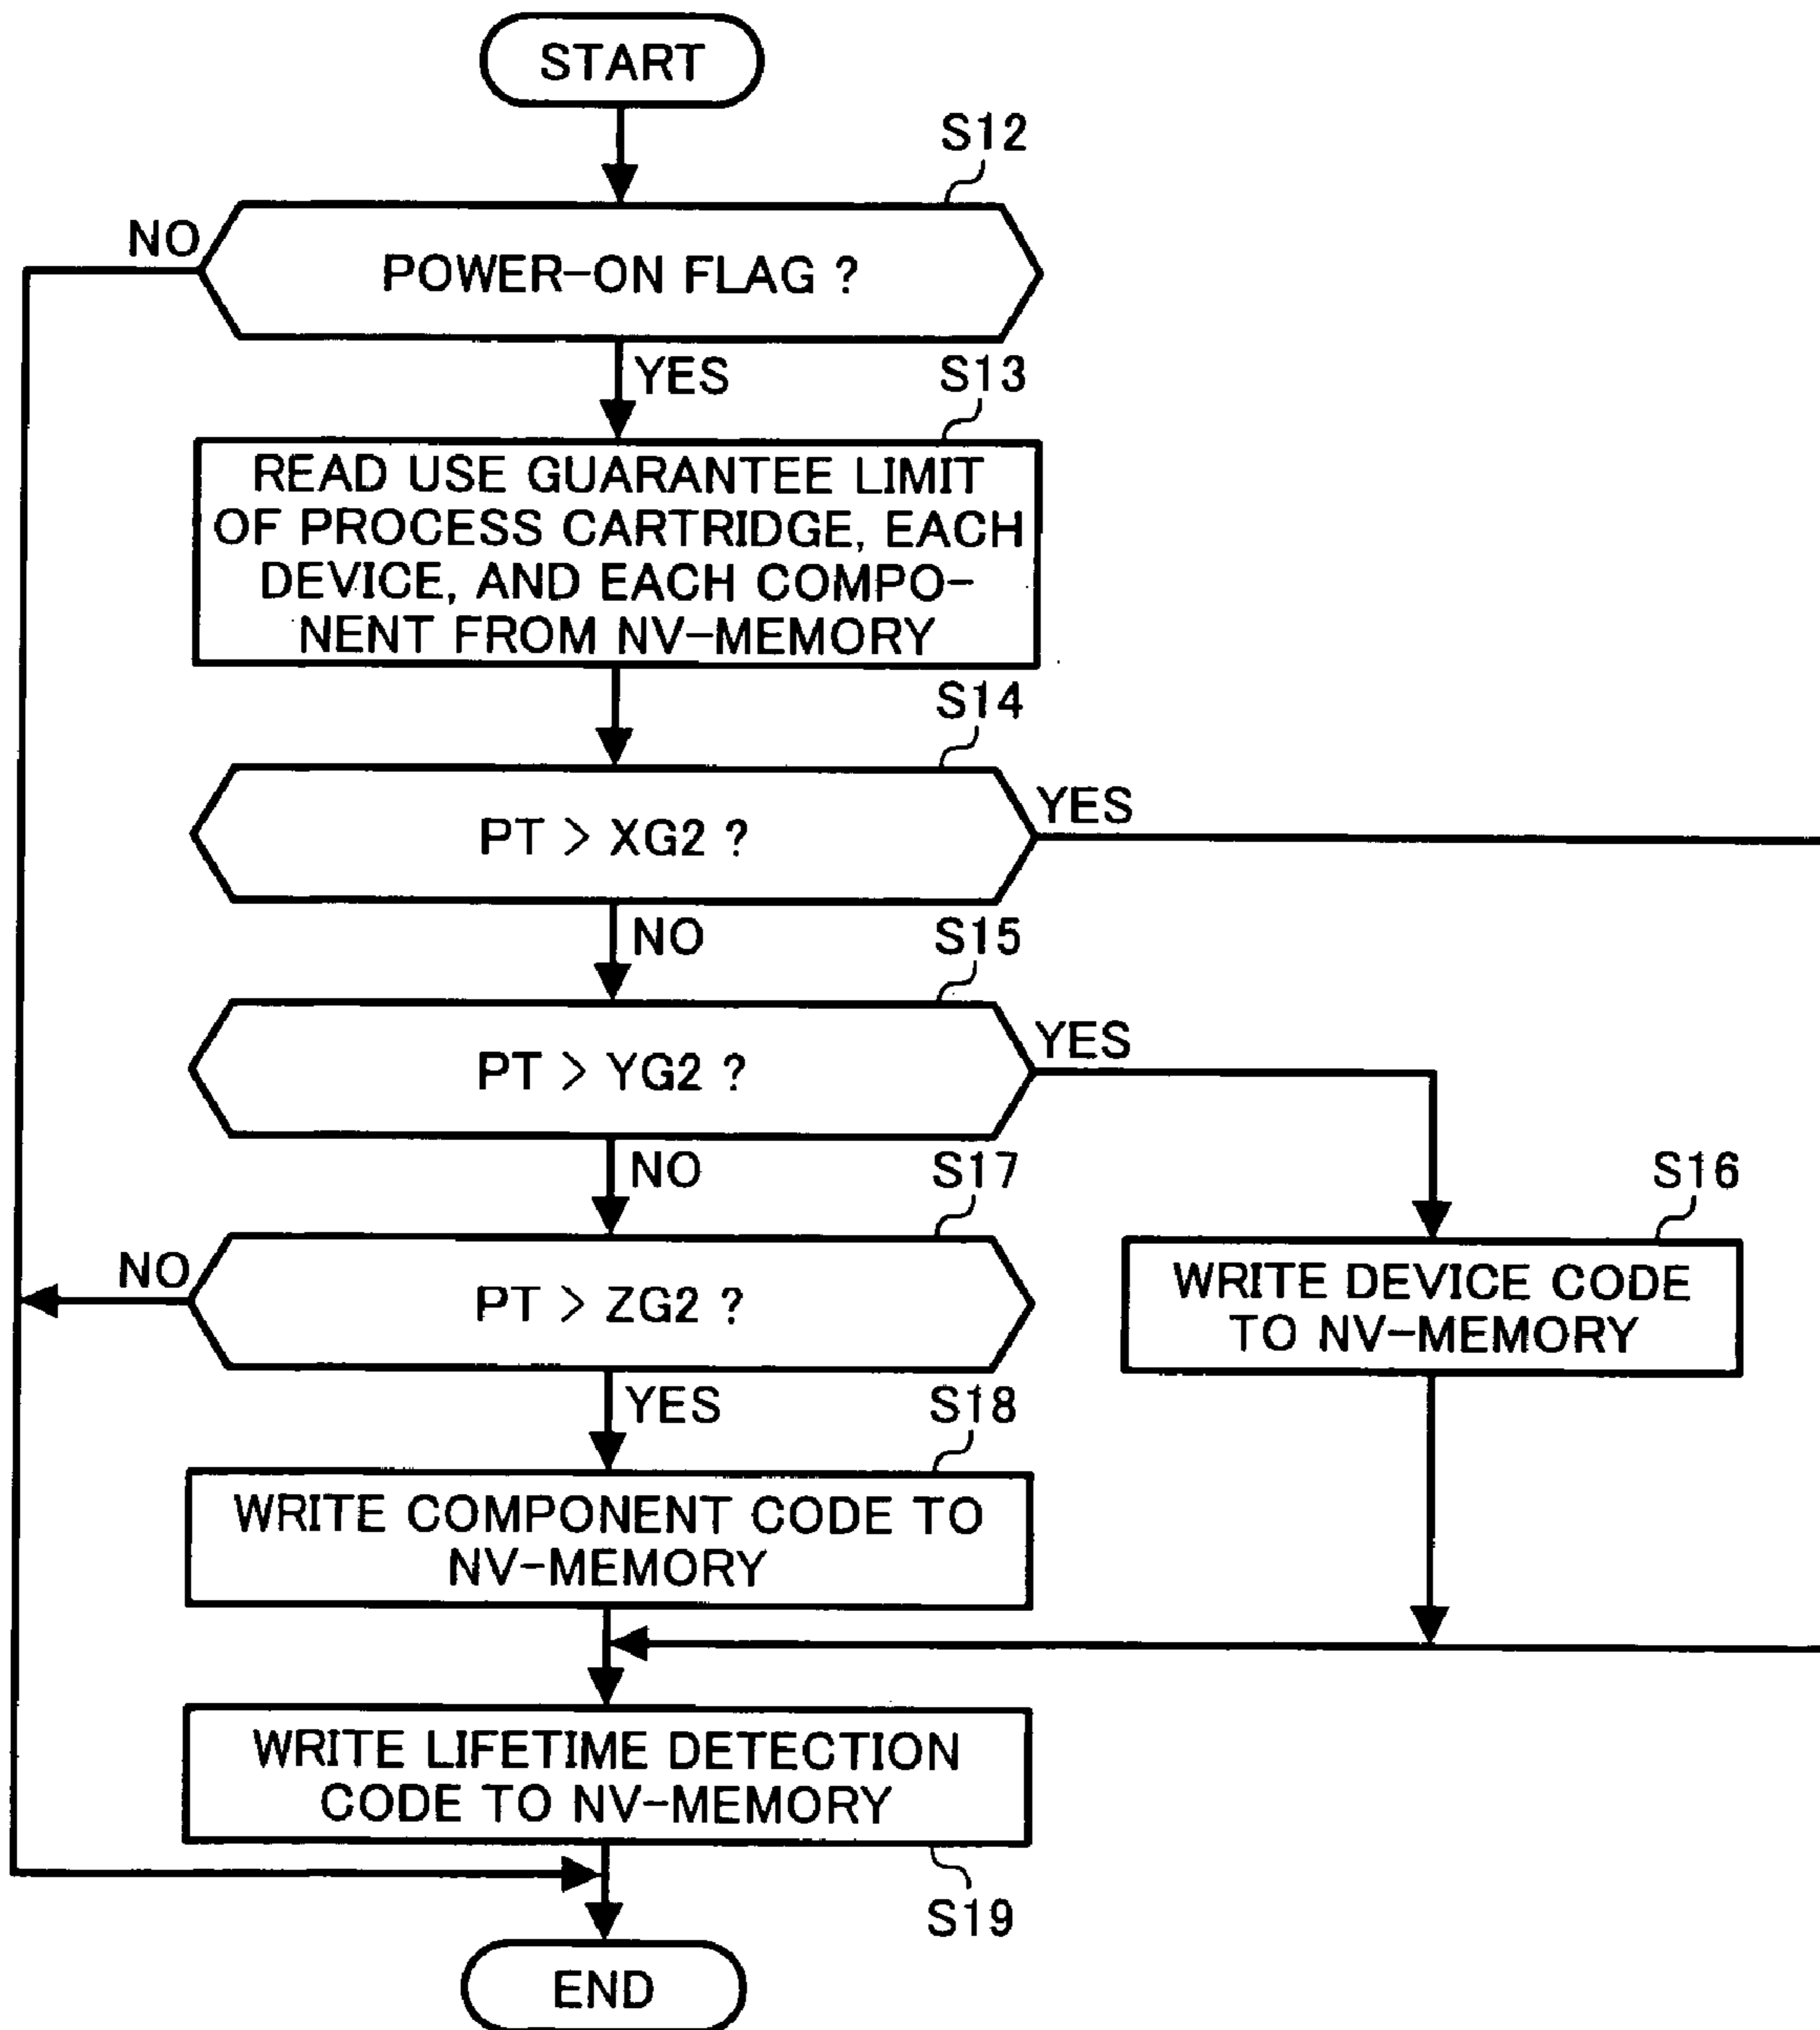 START
S12
NO
POWER-ON FLAG ?
YES
S13
READ USE GUARANTEE LIMIT
OF PROCESS CARTRIDGE, EACH
DEVICE, AND EACH COMPO-
NENT FROM NV-MEMORY
S14
PT > XG2 ?
YES
NO
S15
PT > YG2 ?
YES
NO
S17
S16
NO
PT > ZG2 ?
WRITE DEVICE CODE
TO NV-MEMORY
YES
S18
WRITE COMPONENT CODE TO
NV-MEMORY
WRITE LIFETIME DETECTION
CODE TO NV-MEMORY
S19
END